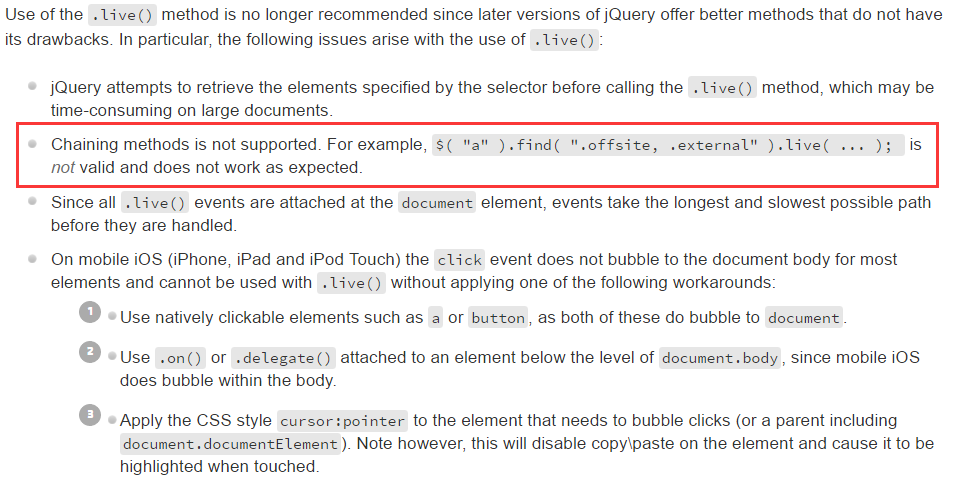 Use of the .live() method is no longer recommended since later versions of jQuery offer better methods that do not have
its drawbacks. In particular, the following issues arise with the use of .live():
jQuery attempts to retrieve the elements specified by the selector before calling the .live() method, which may be
time-consuming on large documents.
Chaining methods is not supported. For example, $( "a" ).find( ".offsite, .external" ).live( ... ); is
not valid and does not work as expected.
Since all .live() events are attached at the document element, events take the longest and slowest possible path
before they are handled.
On mobile iOS (iPhone, iPad and iPod Touch) the click event does not bubble to the document body for most
elements and cannot be used with .live() without applying one of the following workarounds:
1 Use natively clickable elements such as a or button, as both of these do bubble to document.
2 Use .on() or .delegate() attached to an element below the level of document.body, since mobile iOS
does bubble within the body.
3 Apply the CSS style cursor:pointer to the element that needs to bubble clicks (or a parent including
document.documentElement). Note however, this will disable copy\paste on the element and cause it to be
highlighted when touched.